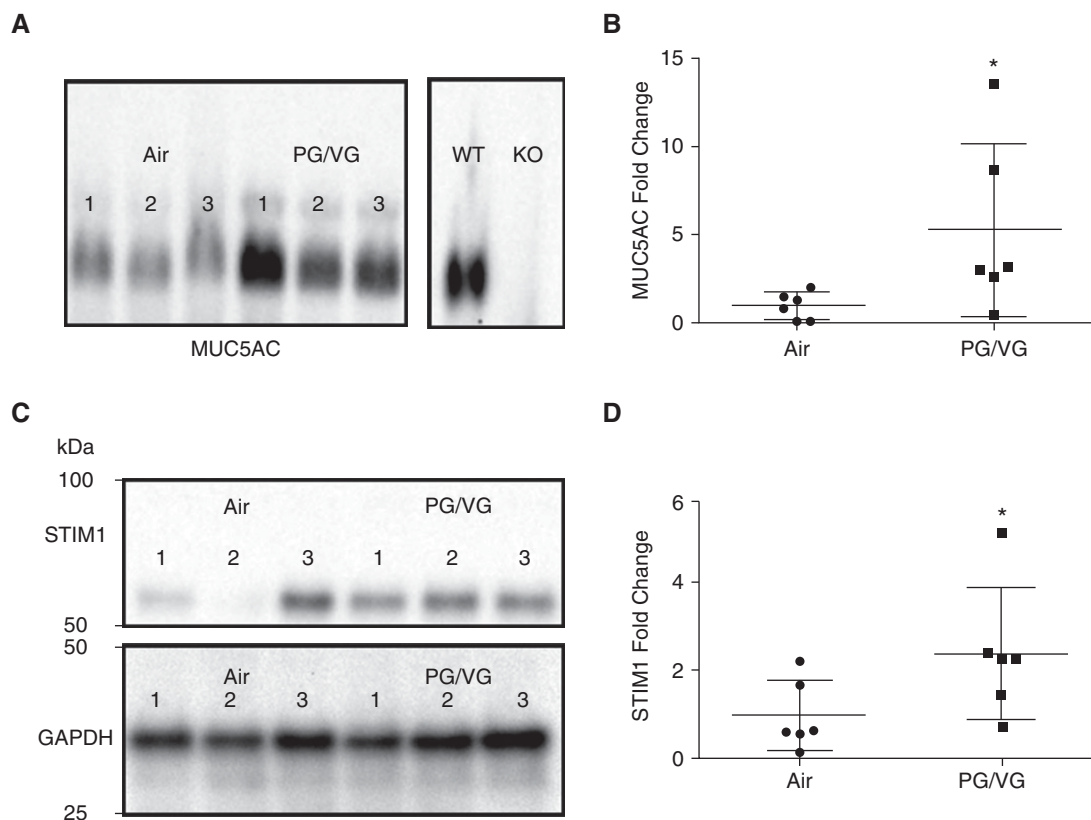 A
Air PG/VG
1 2 3 1 2 3
WT KO
MUC5AC
B
MUC5AC Fold Change
15
10
5
0
*
Air PG/VG
C
kDa
100
STIM1
50
Air PG/VG
1 2 3 1 2 3
50
GAPDH
25
Air PG/VG
1 2 3 1 2 3
D
STIM1 Fold Change
6
4
2
0
*
Air PG/VG